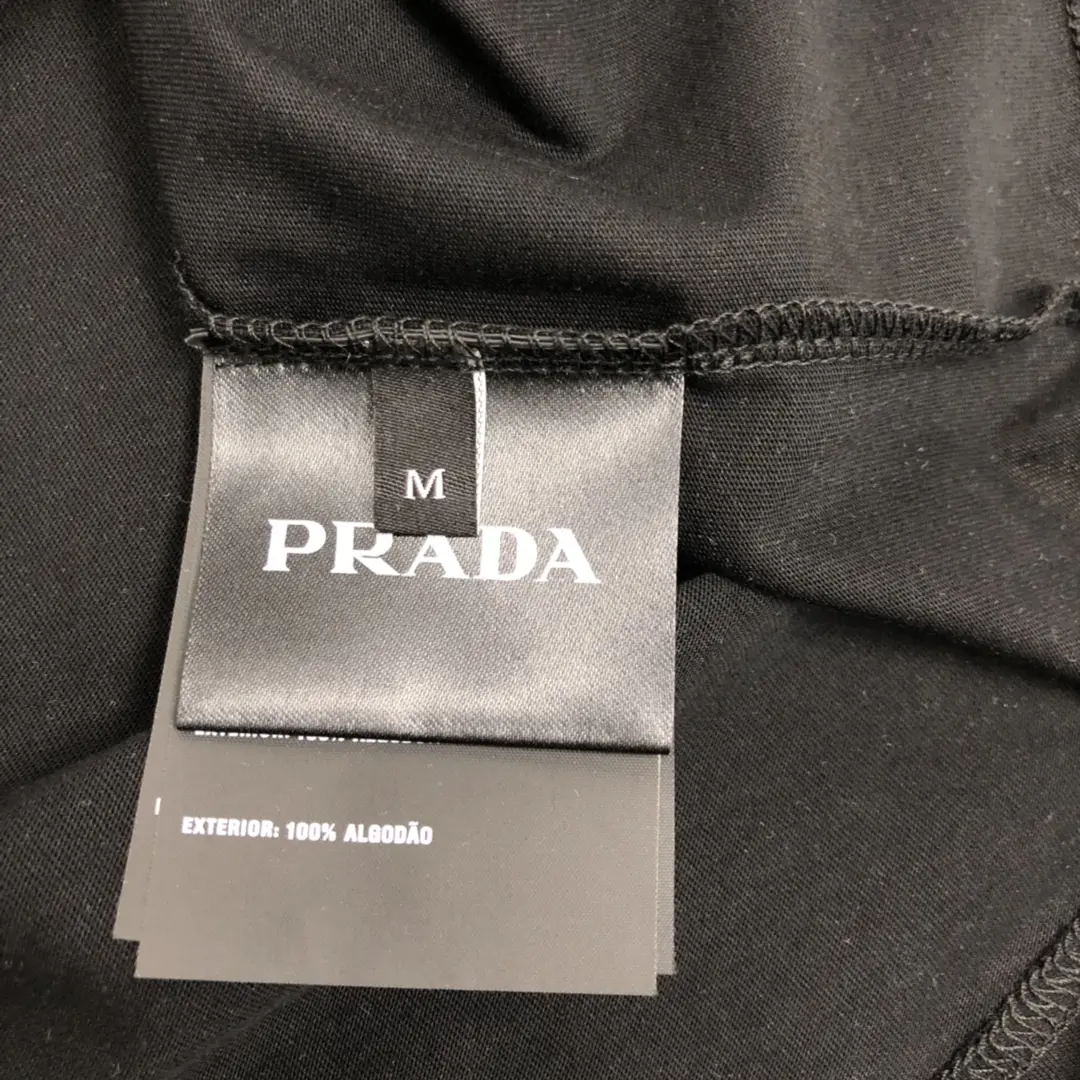 M
PRADA
EXTERIOR: 100% ALGODÃO